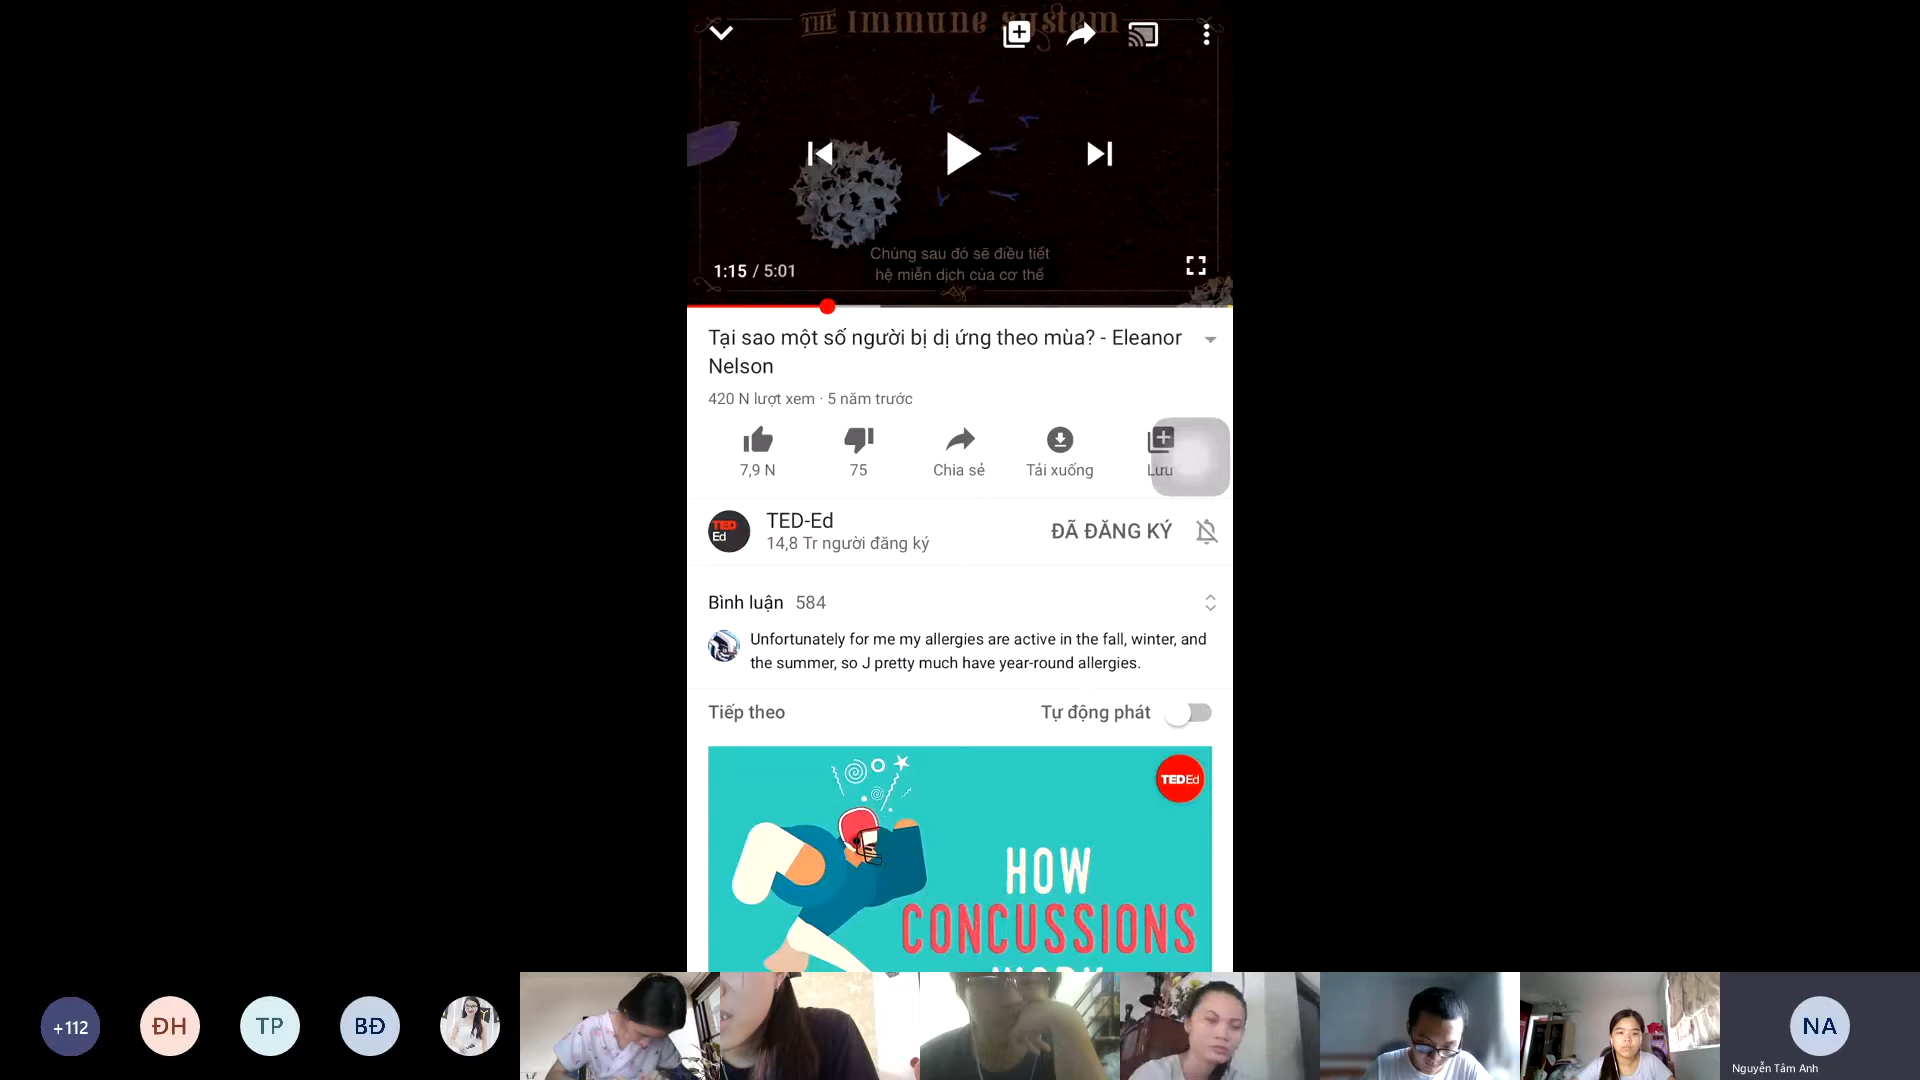 THE Immune System
Chúng sau đó sẽ điều tiết
hệ miễn dịch của cơ thể
1:15 / 5:01
Tại sao một số người bị dị ứng theo mùa? - Eleanor
Nelson
420 N lượt xem · 5 năm trước
7,9 N
75
Chia sẻ
Tải xuống
Lưu
TED Ed
TED-Ed
14,8 Tr người đăng ký
ĐÃ ĐĂNG KÝ
Bình luận 584
Unfortunately for me my allergies are active in the fall, winter, and
the summer, so J pretty much have year-round allergies.
Tiếp theo
Tự động phát
TEDEd
HOW
CONCUSSIONS
WORK
+112
ĐH
TP
BĐ
NA
Nguyễn Tâm Anh